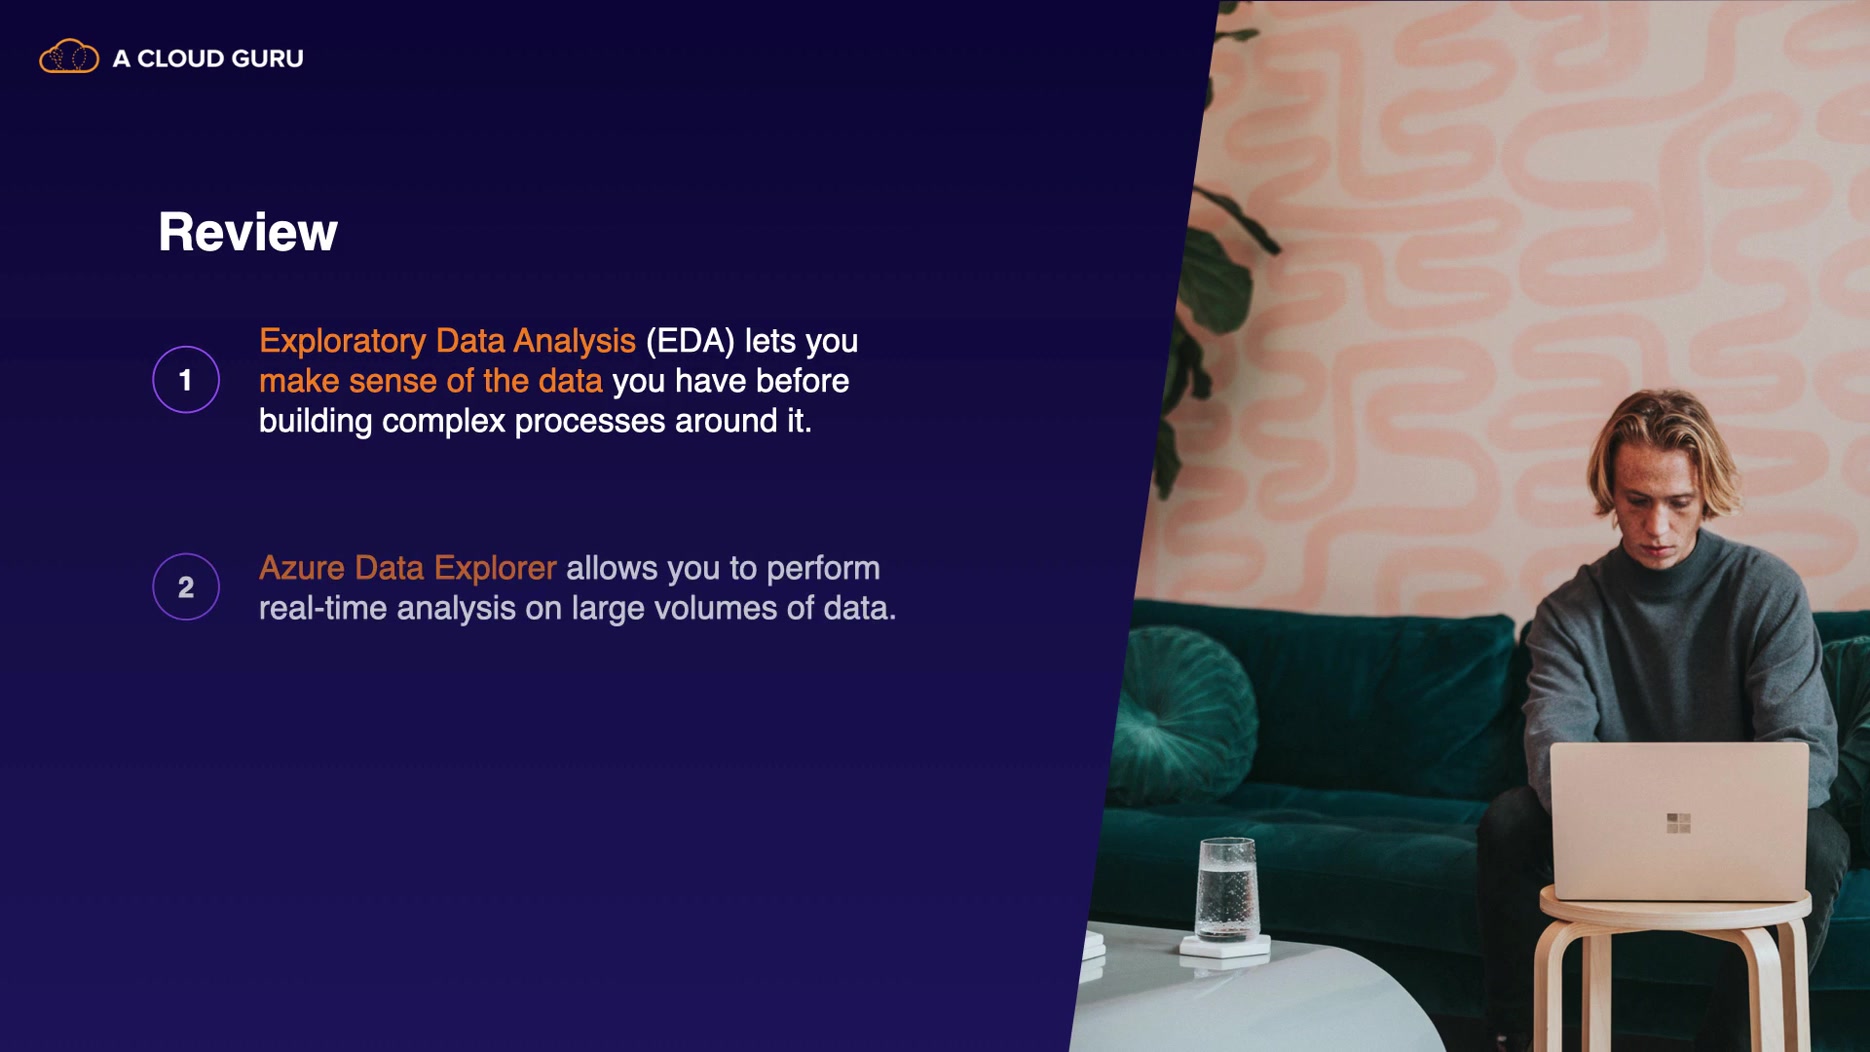 A CLOUD GURU
Review
1
Exploratory Data Analysis (EDA) lets you
make sense of the data you have before
building complex processes around it.
2
Azure Data Explorer allows you to perform
real-time analysis on large volumes of data.